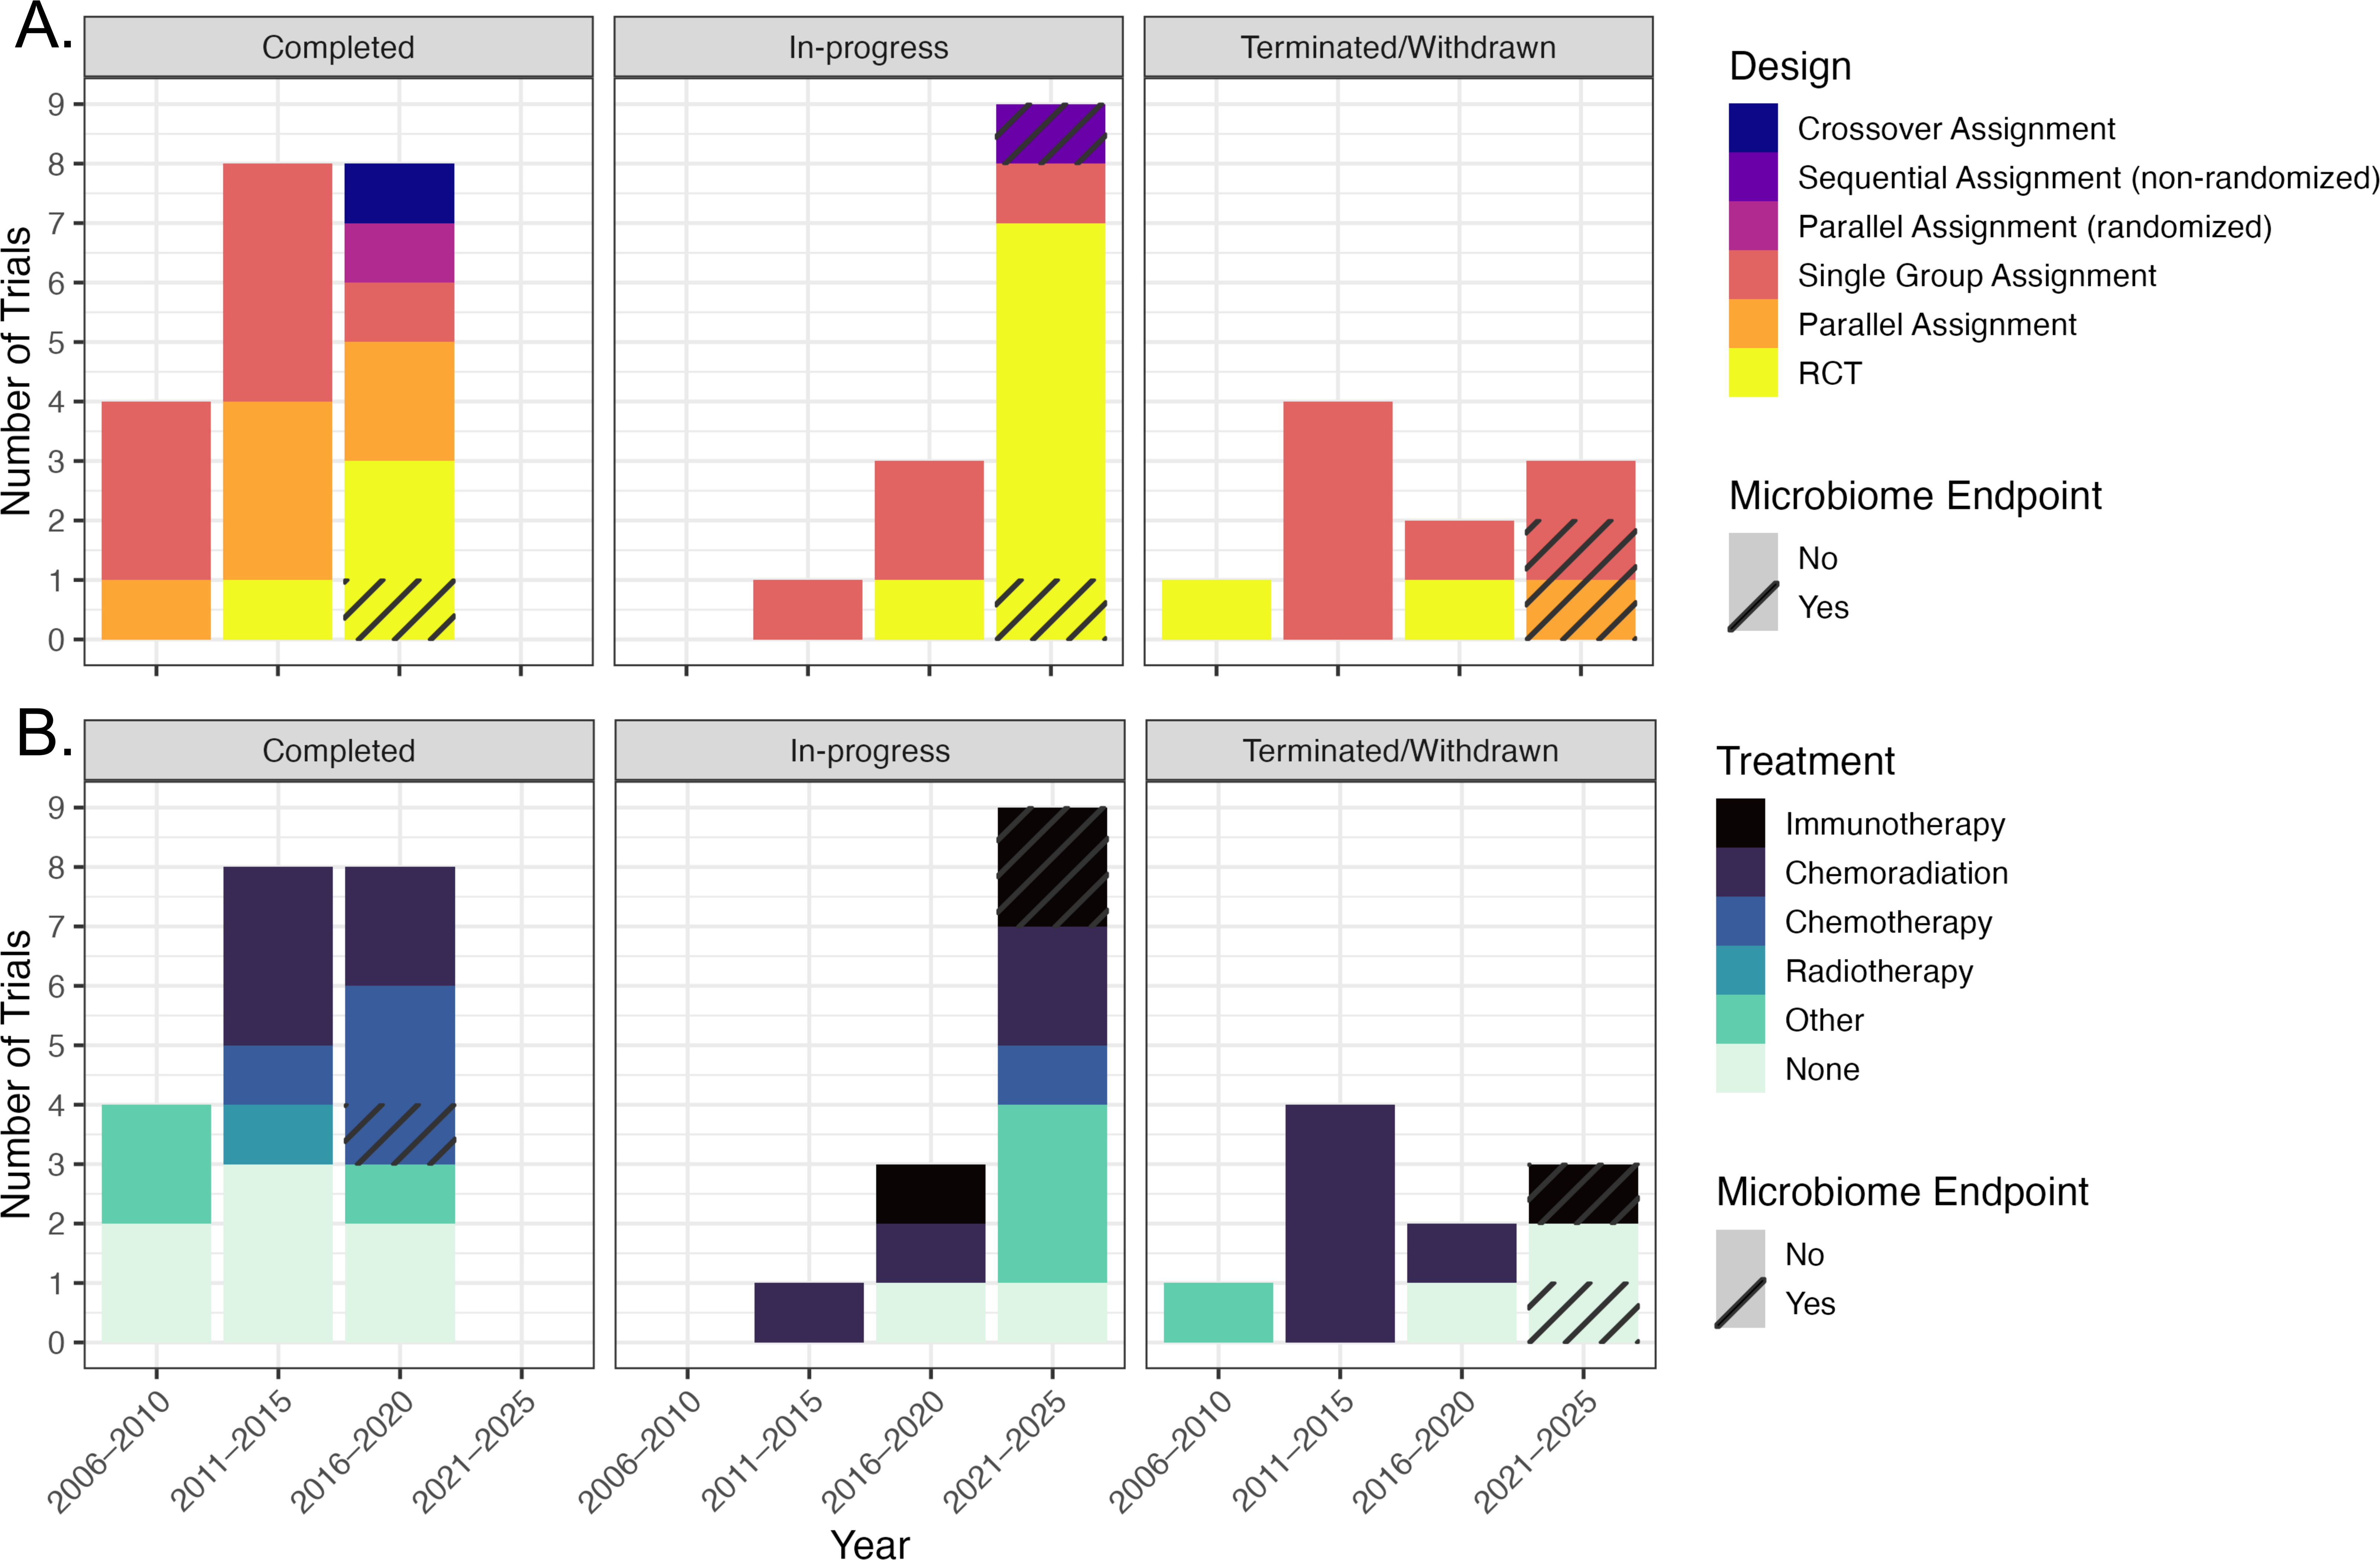 A.
Completed
In-progress
Terminated/Withdrawn
Number of Trials
9
8
7
6
5
4
3
2
1
0
Design
Crossover Assignment
Sequential Assignment (non-randomized)
Parallel Assignment (randomized)
Single Group Assignment
Parallel Assignment
RCT
Microbiome Endpoint
No
Yes
B.
Completed
In-progress
Terminated/Withdrawn
Number of Trials
9
8
7
6
5
4
3
2
1
0
2006–2010
2011–2015
2016–2020
2021–2025
2006–2010
2011–2015
2016–2020
2021–2025
2006–2010
2011–2015
2016–2020
2021–2025
Year
Treatment
Immunotherapy
Chemoradiation
Chemotherapy
Radiotherapy
Other
None
Microbiome Endpoint
No
Yes